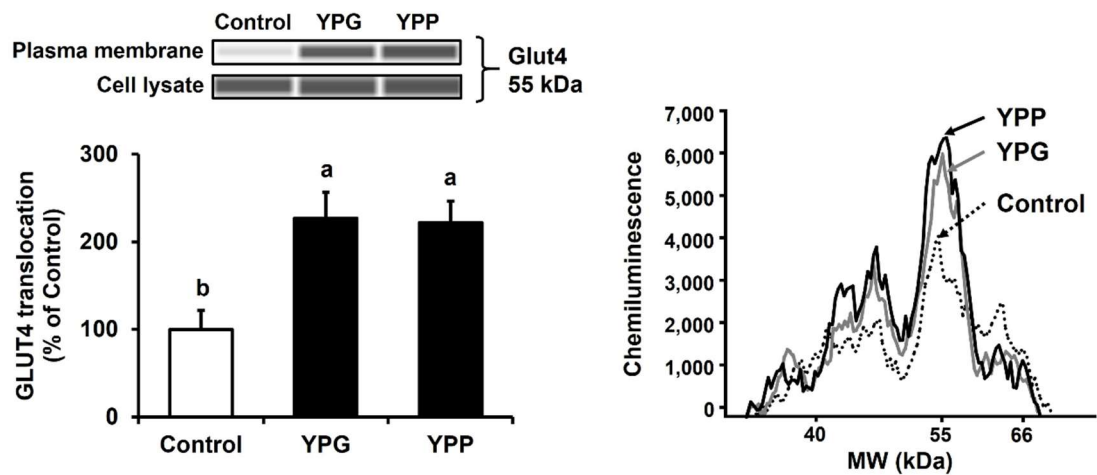 Control YPG YPP
Plasma membrane
Cell lysate
Glut4
55 kDa
GLUT4 translocation
(% of Control)
300
200
100
0
b
a
a
Control YPG YPP
Chemiluminescence
7,000
6,000
5,000
4,000
3,000
2,000
1,000
0
YPP
YPG
Control
40 55 66
MW (kDa)